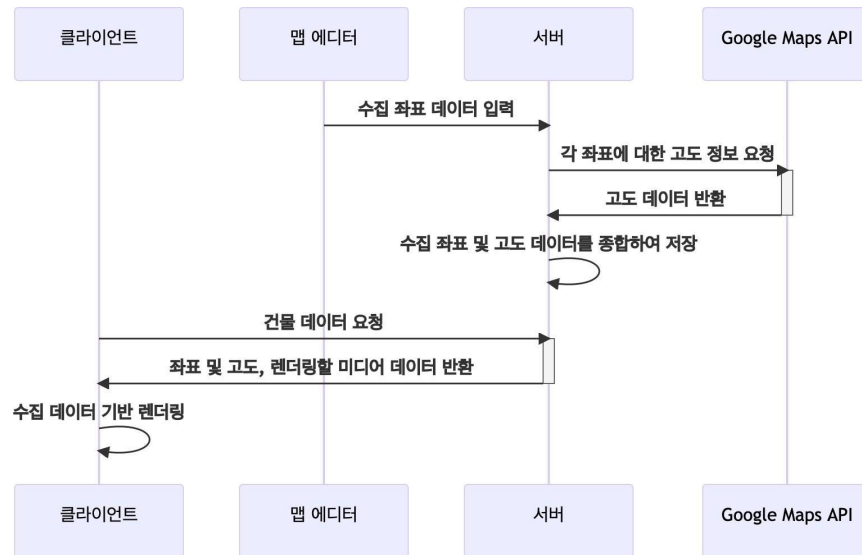 클라이언트
맵 에디터
서버
Google Maps API
수집 좌표 데이터 입력
각 좌표에 대한 고도 정보 요청
고도 데이터 반환
수집 좌표 및 고도 데이터를 종합하여 저장
건물 데이터 요청
좌표 및 고도, 렌더링할 미디어 데이터 반환
수집 데이터 기반 렌더링
클라이언트
맵 에디터
서버
Google Maps API